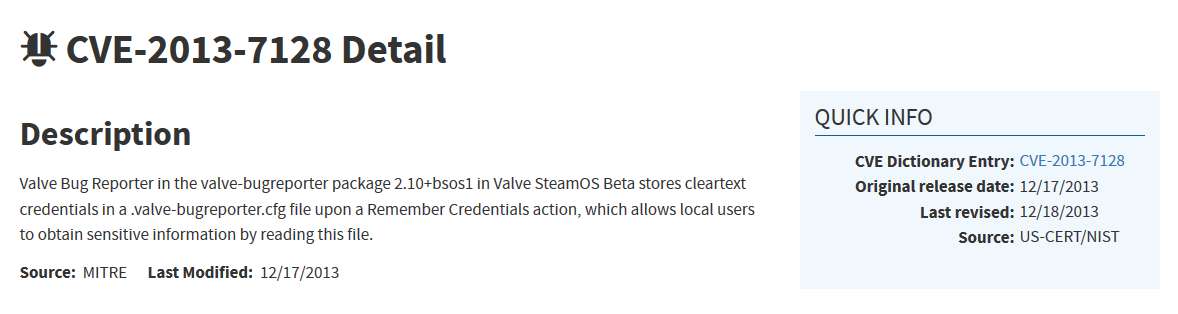 CVE-2013-7128 Detail
Description
Valve Bug Reporter in the valve-bugreporter package 2.10+bsos1 in Valve SteamOS Beta stores cleartext
credentials in a .valve-bugreporter.cfg file upon a Remember Credentials action, which allows local users
to obtain sensitive information by reading this file.
Source: MITRE Last Modified: 12/17/2013
QUICK INFO
CVE Dictionary Entry: CVE-2013-7128
Original release date: 12/17/2013
Last revised: 12/18/2013
Source: US-CERT/NIST